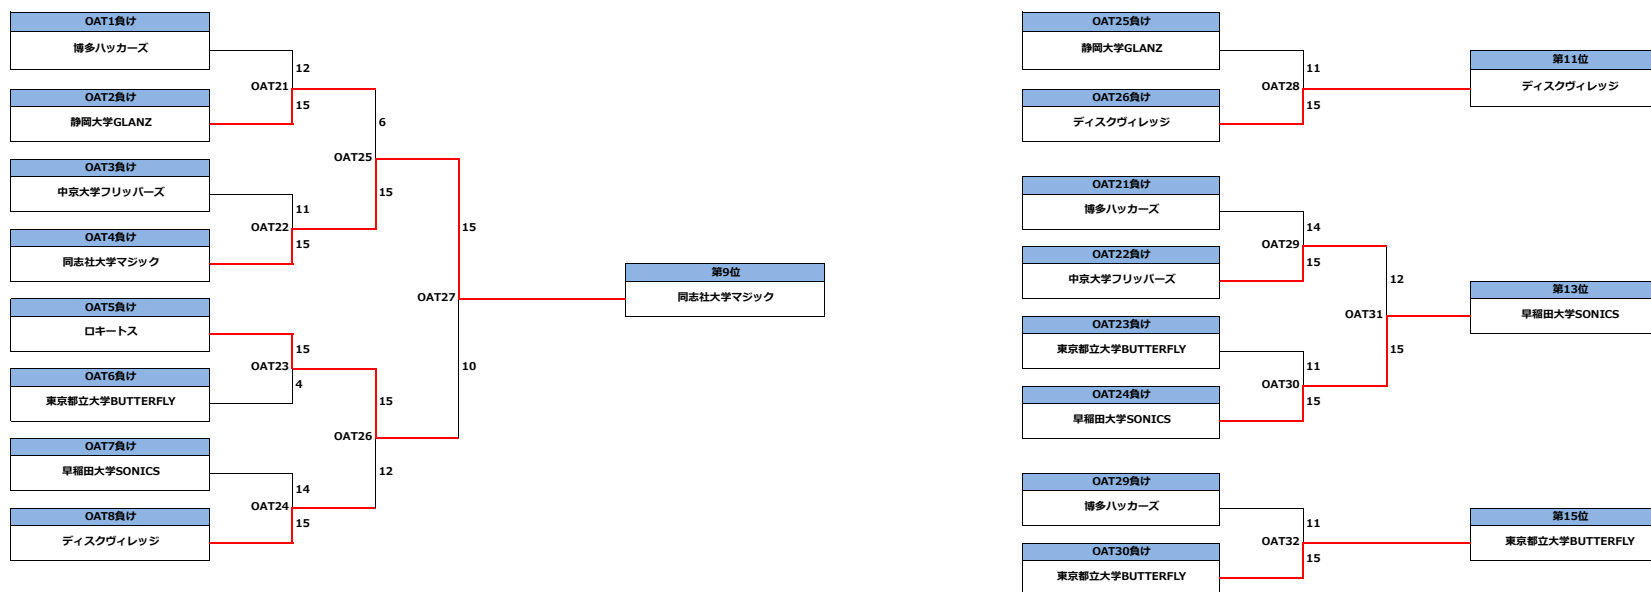 OAT1負け
博多ハッカーズ
12
OAT21
OAT2負け
15
静岡大学GLANZ
6
OAT25
OAT3負け
中京大学フリッパーズ
15
11
OAT22
OAT4負け
15
同志社大学マジック
15
OAT27
第9位
同志社大学マジック
OAT5負け
ロキートス
15
OAT23
OAT6負け
4
東京都立大学BUTTERFLY
10
15
OAT26
OAT7負け
早稲田大学SONICS
12
14
OAT24
OAT8負け
15
ディスクヴィレッジ
OAT25負け
静岡大学GLANZ
11
OAT28
OAT26負け
15
ディスクヴィレッジ
第11位
ディスクヴィレッジ
OAT21負け
博多ハッカーズ
14
OAT29
OAT22負け
15
中京大学フリッパーズ
12
OAT31
第13位
早稲田大学SONICS
OAT23負け
東京都立大学BUTTERFLY
15
11
OAT30
OAT24負け
15
早稲田大学SONICS
OAT29負け
博多ハッカーズ
11
OAT32
OAT30負け
15
東京都立大学BUTTERFLY
第15位
東京都立大学BUTTERFLY